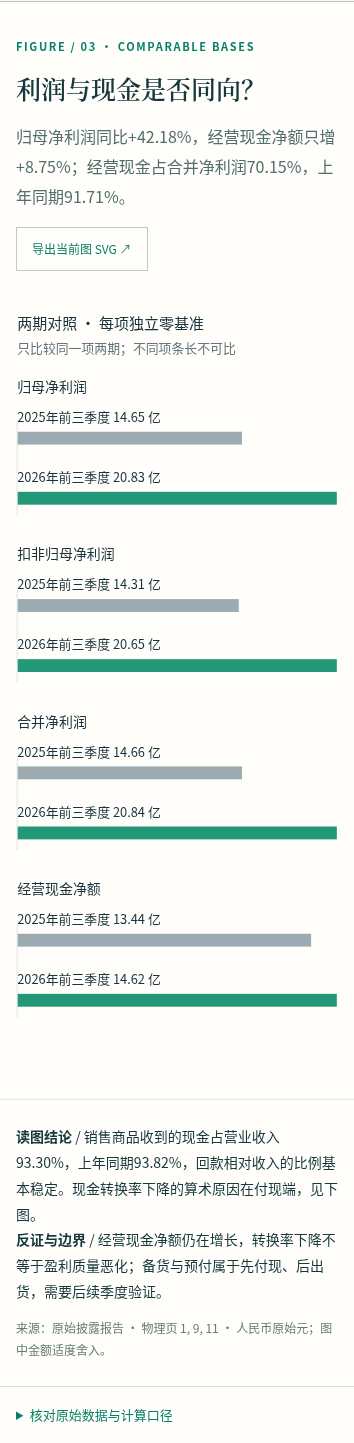 FIGURE / 03 · COMPARABLE BASES
利润与现金是否同向？
归母净利润同比+42.18%，经营现金净额只增
+8.75%；经营现金占合并净利润70.15%，上
年同期91.71%。
导出当前图 SVG ↗
两期对照 · 每项独立零基准
只比较同一项两期；不同项条长不可比
归母净利润
2025年前三季度 14.65 亿
2026年前三季度 20.83 亿
扣非归母净利润
2025年前三季度 14.31 亿
2026年前三季度 20.65 亿
合并净利润
2025年前三季度 14.66 亿
2026年前三季度 20.84 亿
经营现金净额
2025年前三季度 13.44 亿
2026年前三季度 14.62 亿
读图结论 / 销售商品收到的现金占营业收入
93.30%，上年同期93.82%，回款相对收入的比例基
本稳定。现金转换率下降的算术原因在付现端，见下
图。
反证与边界 / 经营现金净额仍在增长，转换率下降不
等于盈利质量恶化；备货与预付属于先付现、后出
货，需要后续季度验证。
来源：原始披露报告 · 物理页 1, 9, 11 · 人民币原始元；图
中金额适度舍入。
▶ 核对原始数据与计算口径